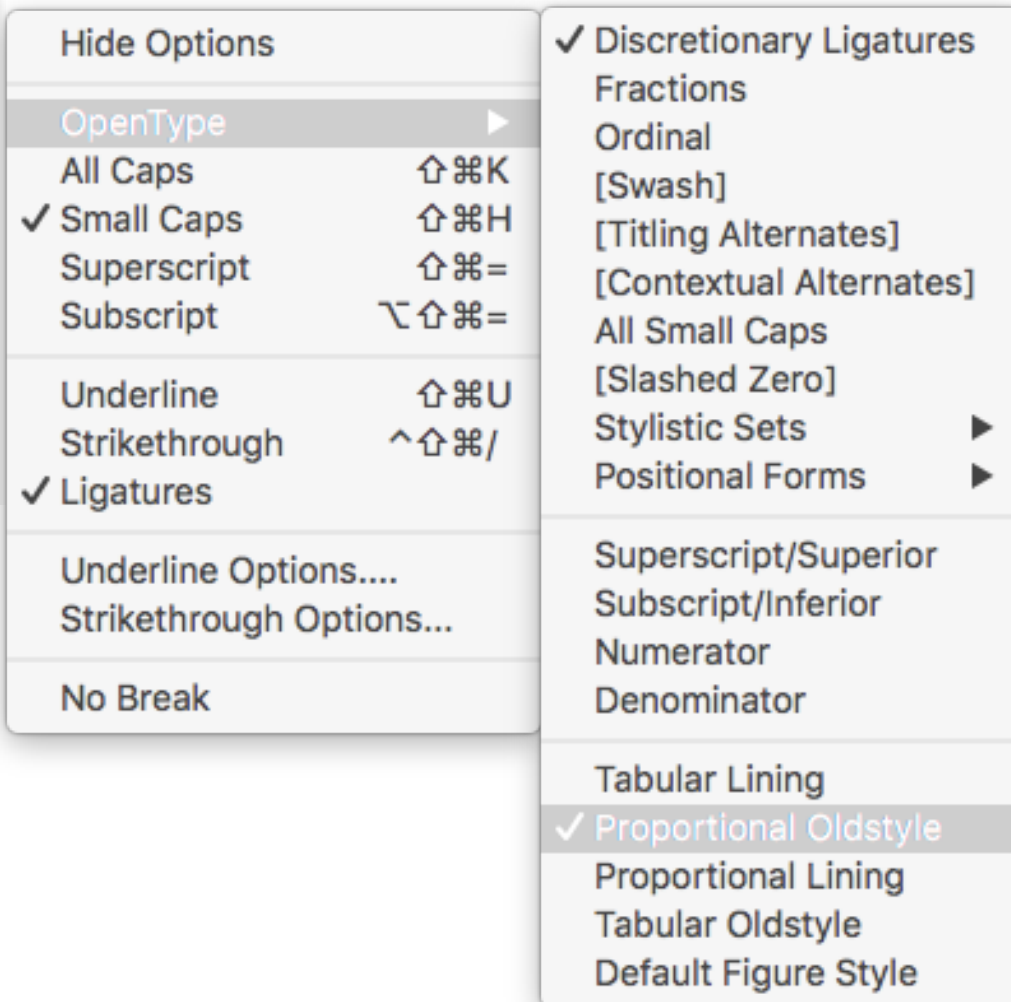 Hide Options
OpenType ▶
All Caps ⇧⌘K
✓ Small Caps ⇧⌘H
Superscript ⇧⌘=
Subscript ⌥⇧⌘=
Underline ⇧⌘U
Strikethrough ^⇧⌘/
✓ Ligatures
Underline Options....
Strikethrough Options...
No Break
✓ Discretionary Ligatures
Fractions
Ordinal
[Swash]
[Titling Alternates]
[Contextual Alternates]
All Small Caps
[Slashed Zero]
Stylistic Sets ▶
Positional Forms ▶
Superscript/Superior
Subscript/Inferior
Numerator
Denominator
Tabular Lining
✓ Proportional Oldstyle
Proportional Lining
Tabular Oldstyle
Default Figure Style